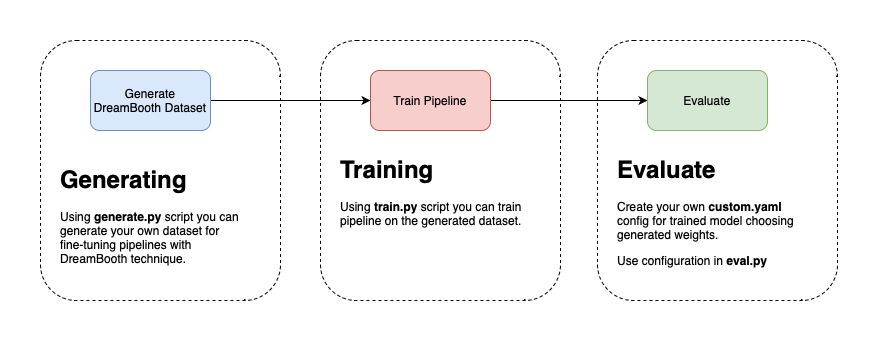 Generate
DreamBooth Dataset
Generating
Using generate.py script you can
generate your own dataset for
fine-tuning pipelines with
DreamBooth technique.
Train Pipeline
Training
Using train.py script you can train
pipeline on the generated dataset.
Evaluate
Evaluate
Create your own custom.yaml
config for trained model choosing
generated weights.
Use configuration in eval.py